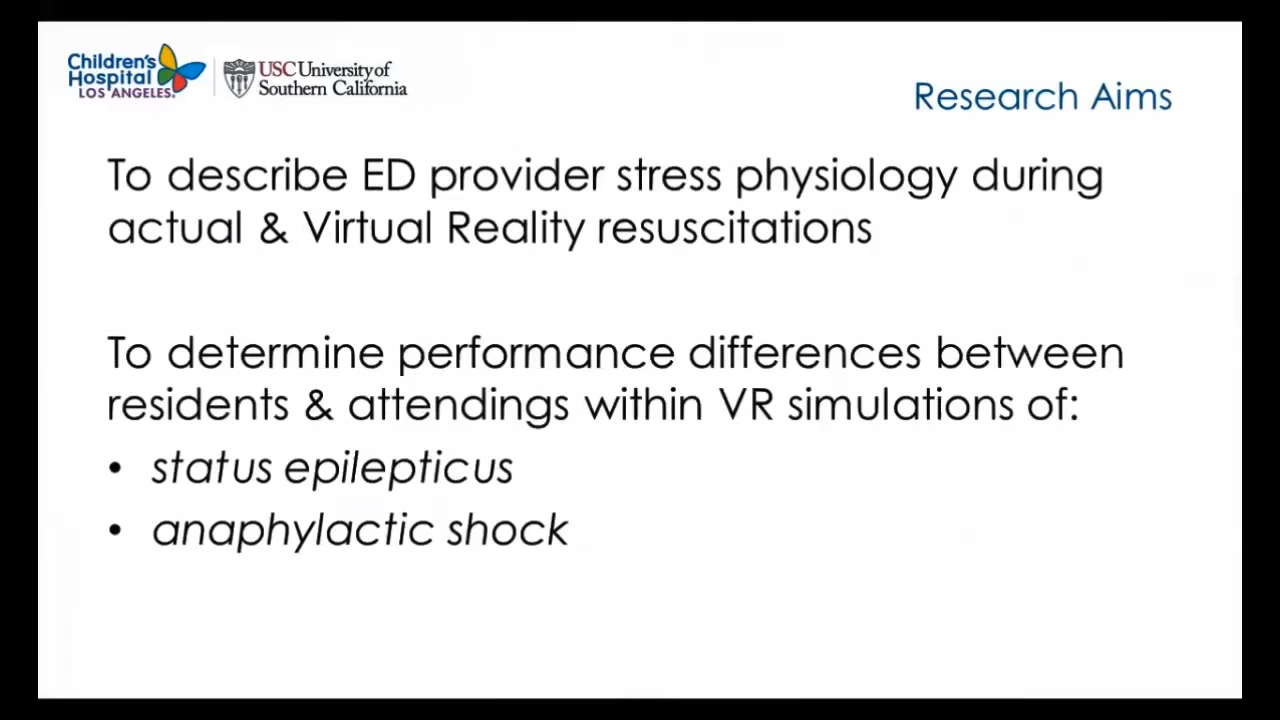 Children's
Hospital
LOS ANGELES.
USC University of
Southern California
Research Aims
To describe ED provider stress physiology during
actual & Virtual Reality resuscitations
To determine performance differences between
residents & attendings within VR simulations of:
• status epilepticus
• anaphylactic shock